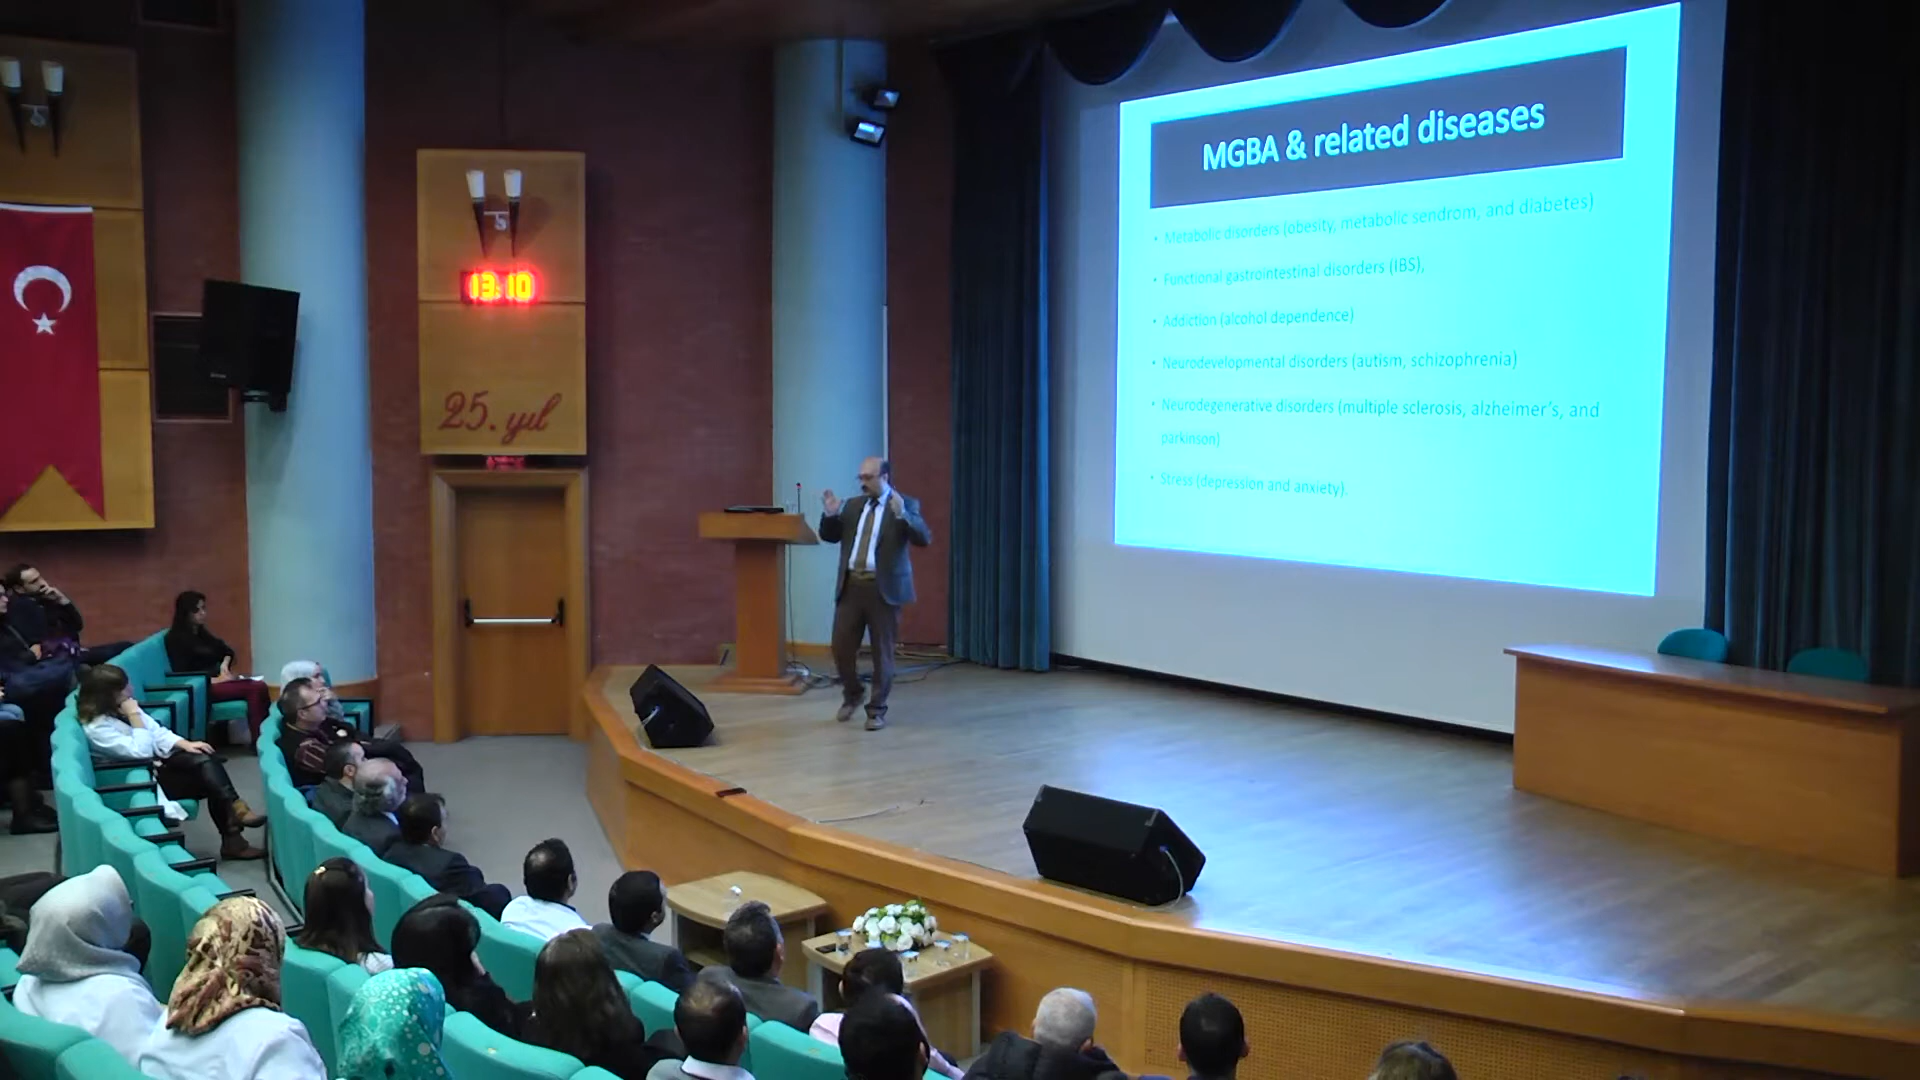 13:10
25. yıl
MGBA & related diseases
• Metabolic disorders (obesity, metabolic sendrom, and diabetes)
• Functional gastrointestinal disorders (IBS),
• Addiction (alcohol dependence)
• Neurodevelopmental disorders (autism, schizophrenia)
• Neurodegenerative disorders (multiple sclerosis, alzheimer's, and
parkinson)
• Stress (depression and anxiety).